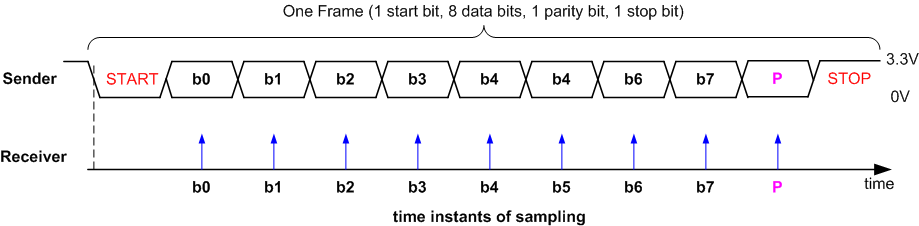 One Frame (1 start bit, 8 data bits, 1 parity bit, 1 stop bit)
3.3V
Sender START b0 b1 b2 b3 b4 b4 b6 b7 P STOP
0V
Receiver
time
b0 b1 b2 b3 b4 b5 b6 b7 P
time instants of sampling